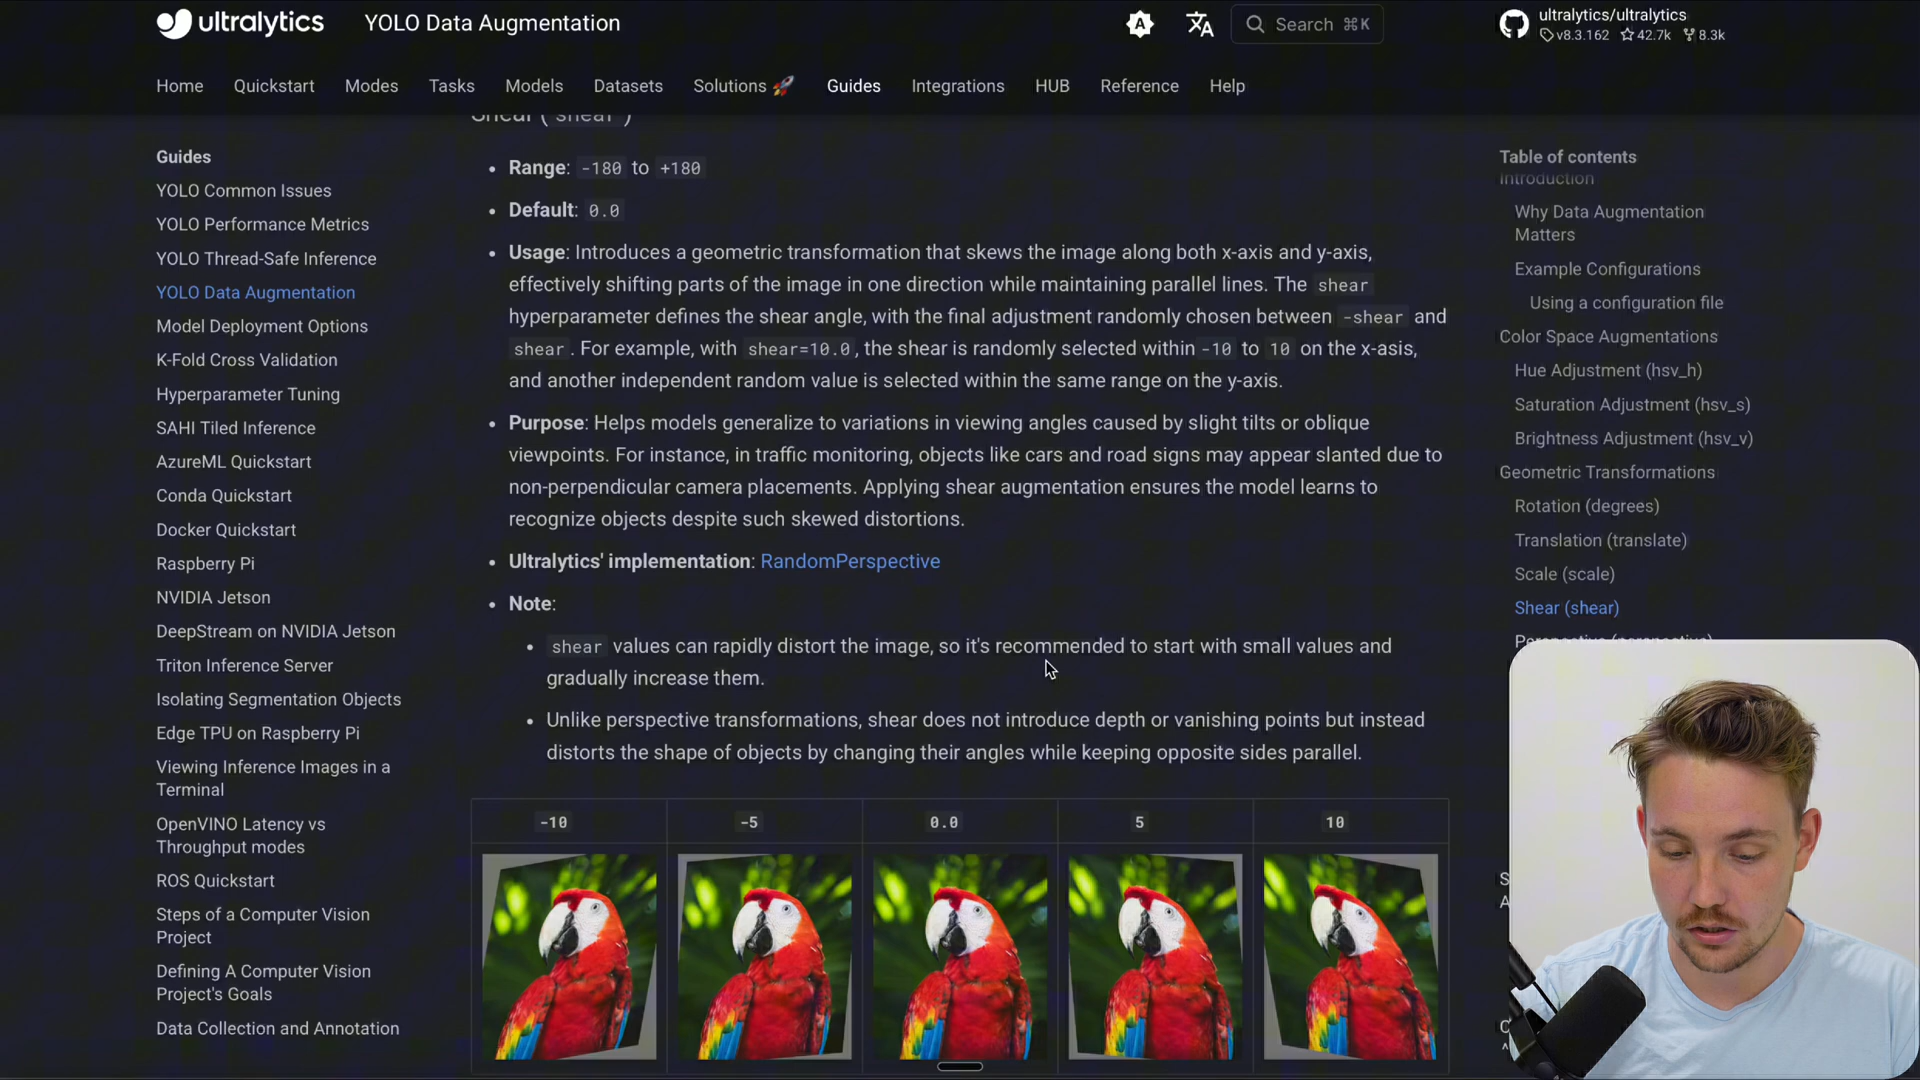 ultralytics YOLO Data Augmentation Search ⌘K ultralytics/ultralytics
v8.3.162 42.7k 8.3k
Home Quickstart Modes Tasks Models Datasets Solutions 🚀 Guides Integrations HUB Reference Help
Guides
YOLO Common Issues
YOLO Performance Metrics
YOLO Thread-Safe Inference
YOLO Data Augmentation
Model Deployment Options
K-Fold Cross Validation
Hyperparameter Tuning
SAHI Tiled Inference
AzureML Quickstart
Conda Quickstart
Docker Quickstart
Raspberry Pi
NVIDIA Jetson
DeepStream on NVIDIA Jetson
Triton Inference Server
Isolating Segmentation Objects
Edge TPU on Raspberry Pi
Viewing Inference Images in a
Terminal
OpenVINO Latency vs
Throughput modes
ROS Quickstart
Steps of a Computer Vision
Project
Defining A Computer Vision
Project's Goals
Data Collection and Annotation
Shear (shear)
• Range: -180 to +180
• Default: 0.0
• Usage: Introduces a geometric transformation that skews the image along both x-axis and y-axis,
effectively shifting parts of the image in one direction while maintaining parallel lines. The shear
hyperparameter defines the shear angle, with the final adjustment randomly chosen between -shear and
shear. For example, with shear=10.0, the shear is randomly selected within -10 to 10 on the x-asis,
and another independent random value is selected within the same range on the y-axis.
• Purpose: Helps models generalize to variations in viewing angles caused by slight tilts or oblique
viewpoints. For instance, in traffic monitoring, objects like cars and road signs may appear slanted due to
non-perpendicular camera placements. Applying shear augmentation ensures the model learns to
recognize objects despite such skewed distortions.
• Ultralytics' implementation: RandomPerspective
• Note:
• shear values can rapidly distort the image, so it's recommended to start with small values and
gradually increase them.
• Unlike perspective transformations, shear does not introduce depth or vanishing points but instead
distorts the shape of objects by changing their angles while keeping opposite sides parallel.
-10 -5 0.0 5 10
Table of contents
Introduction
Why Data Augmentation
Matters
Example Configurations
Using a configuration file
Color Space Augmentations
Hue Adjustment (hsv_h)
Saturation Adjustment (hsv_s)
Brightness Adjustment (hsv_v)
Geometric Transformations
Rotation (degrees)
Translation (translate)
Scale (scale)
Shear (shear)
Perspective (perspective)